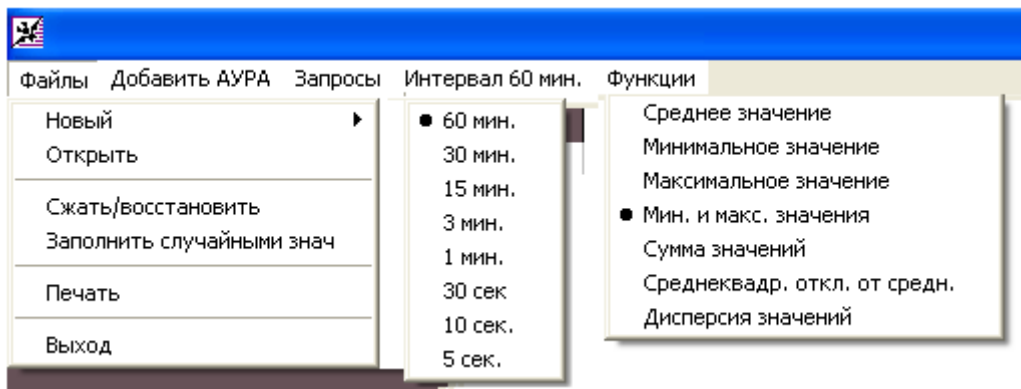 Файлы Добавить АУРА Запросы Интервал 60 мин. Функции
Новый
Открыть
Сжать/восстановить
Заполнить случайными знач
Печать
Выход
60 мин.
30 мин.
15 мин.
3 мин.
1 мин.
30 сек
10 сек.
5 сек.
Среднее значение
Минимальное значение
Максимальное значение
Мин. и макс. значения
Сумма значений
Среднеквадр. откл. от средн.
Дисперсия значений